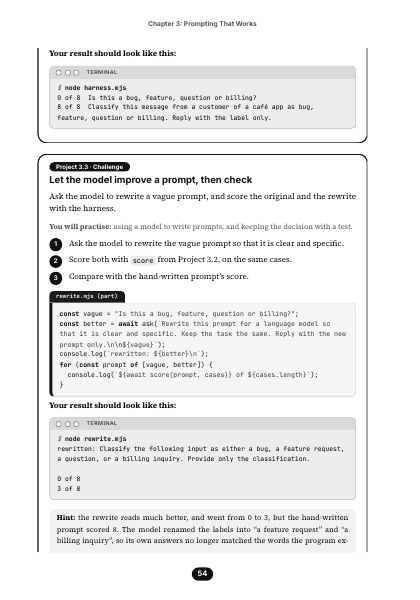 Chapter 3: Prompting That Works
Your result should look like this:
TERMINAL
$ node harness.mjs
0 of 8  Is this a bug, feature, question or billing?
8 of 8  Classify this message from a customer of a café app as bug,
feature, question or billing. Reply with the label only.
Project 3.3 · Challenge
Let the model improve a prompt, then check
Ask the model to rewrite a vague prompt, and score the original and the rewrite
with the harness.
You will practise: using a model to write prompts, and keeping the decision with a test.
1 Ask the model to rewrite the vague prompt so that it is clear and specific.
2 Score both with score from Project 3.2, on the same cases.
3 Compare with the hand-written prompt's score.
rewrite.mjs (part)
const vague = "Is this a bug, feature, question or billing?";
const better = await ask(`Rewrite this prompt for a language model so
that it is clear and specific. Keep the task the same. Reply with the new
prompt only.\n\n${vague}`);
console.log(`rewritten: ${better}\n`);
for (const prompt of [vague, better]) {
  console.log(`${await score(prompt, cases)} of ${cases.length}`);
}
Your result should look like this:
TERMINAL
$ node rewrite.mjs
rewritten: Classify the following input as either a bug, a feature request,
a question, or a billing inquiry. Provide only the classification.
0 of 8
3 of 8
Hint: the rewrite reads much better, and went from 0 to 3, but the hand-written
prompt scored 8. The model renamed the labels into “a feature request” and “a
billing inquiry”, so its own answers no longer matched the words the program ex-
54